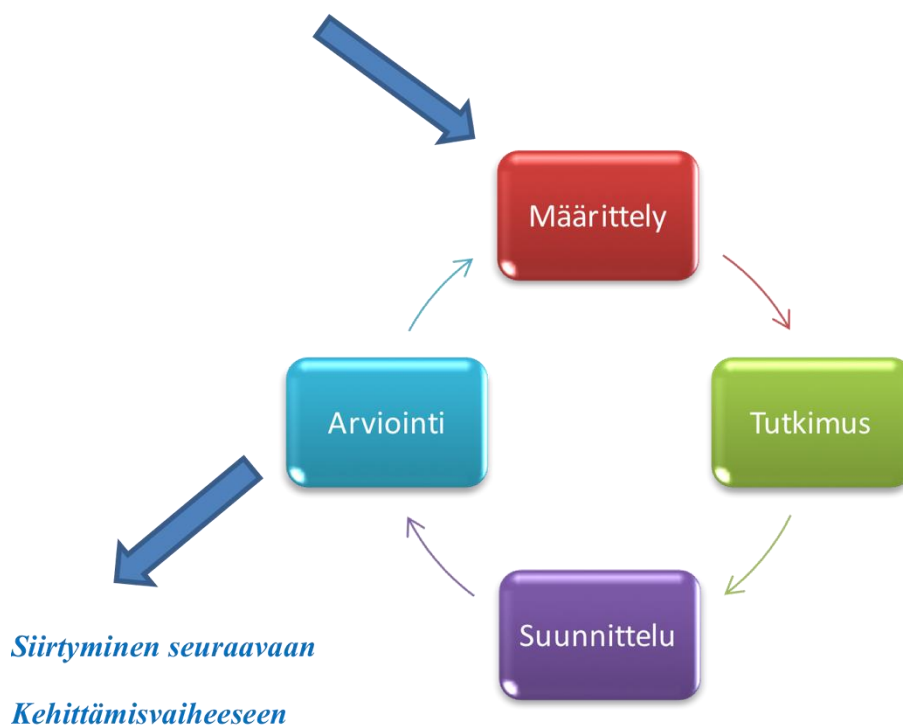 Määrittely
Arviointi
Tutkimus
Suunnittelu
Siirtyminen seuraavaan
Kehittämisvaiheeseen